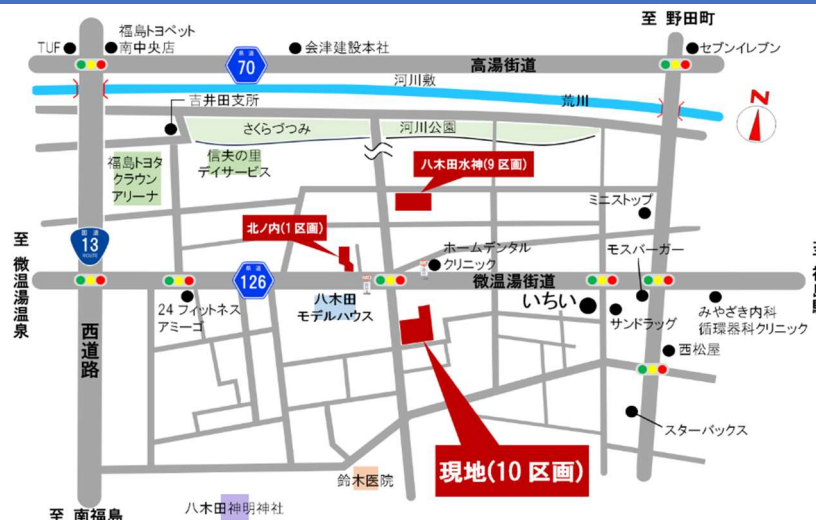 至 野田町
福島トヨペット
南中央店
TUF
会津建設本社
セブンイレブン
県道
70
高湯街道
河川敷
荒川
N
吉井田支所
さくらづつみ
河川公園
福島トヨタ
クラウン
アリーナ
信夫の里
デイサービス
八木田水神(9区画)
ミニストップ
北ノ内(1区画)
国道
13
ROUTE
至 微温湯温泉
ホームデンタル
クリニック
モスバーガー
県道
126
微温湯街道
いちい
八木田
モデルハウス
24フィットネス
アミーゴ
サンドラッグ
みやざき内科
循環器科クリニック
西道路
西松屋
スターバックス
現地(10区画)
鈴木医院
八木田神明神社
至 南福島